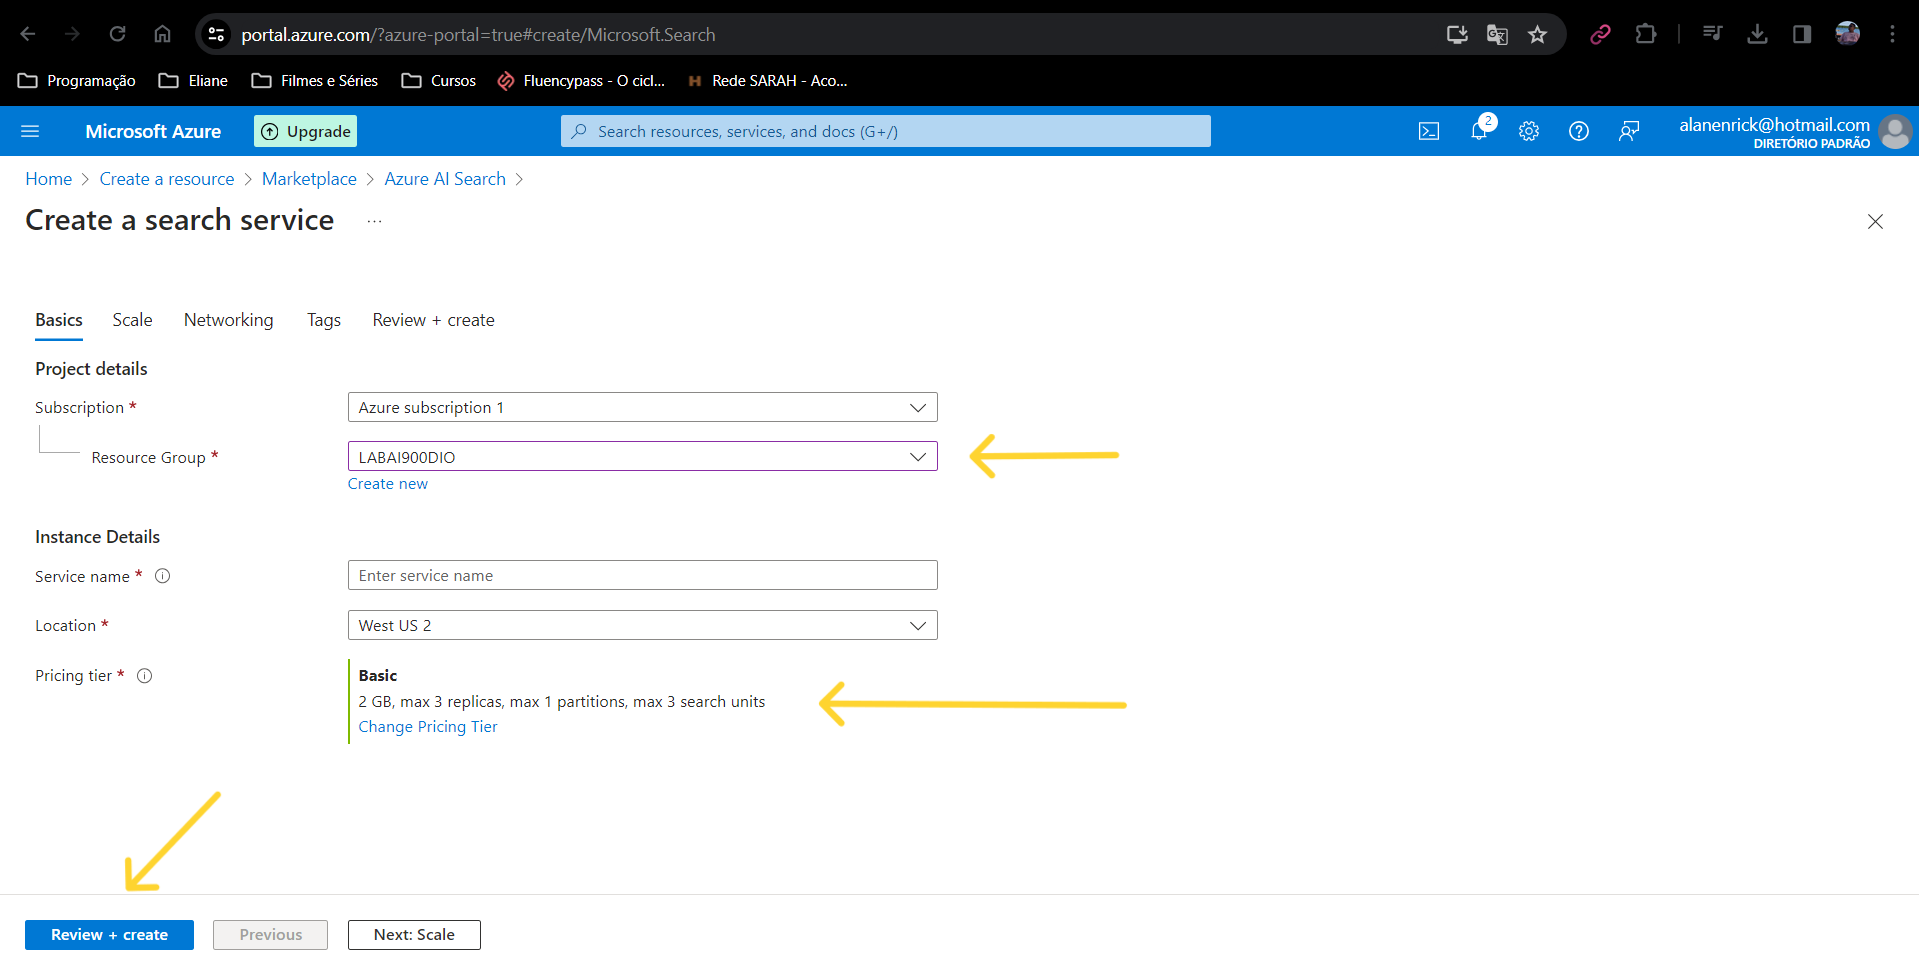 portal.azure.com/?azure-portal=true#create/Microsoft.Search
Programação Eliane Filmes e Séries Cursos Fluencypass - O cicl... Rede SARAH - Aco...
Microsoft Azure Upgrade Search resources, services, and docs (G+/) 2 alanenrick@hotmail.com
DIRETÓRIO PADRÃO
Home > Create a resource > Marketplace > Azure AI Search >
Create a search service ...
Basics Scale Networking Tags Review + create
Project details
Subscription * Azure subscription 1
Resource Group * LABAI900DIO
Create new
Instance Details
Service name * Enter service name
Location * West US 2
Pricing tier * Basic
2 GB, max 3 replicas, max 1 partitions, max 3 search units
Change Pricing Tier
Review + create Previous Next: Scale